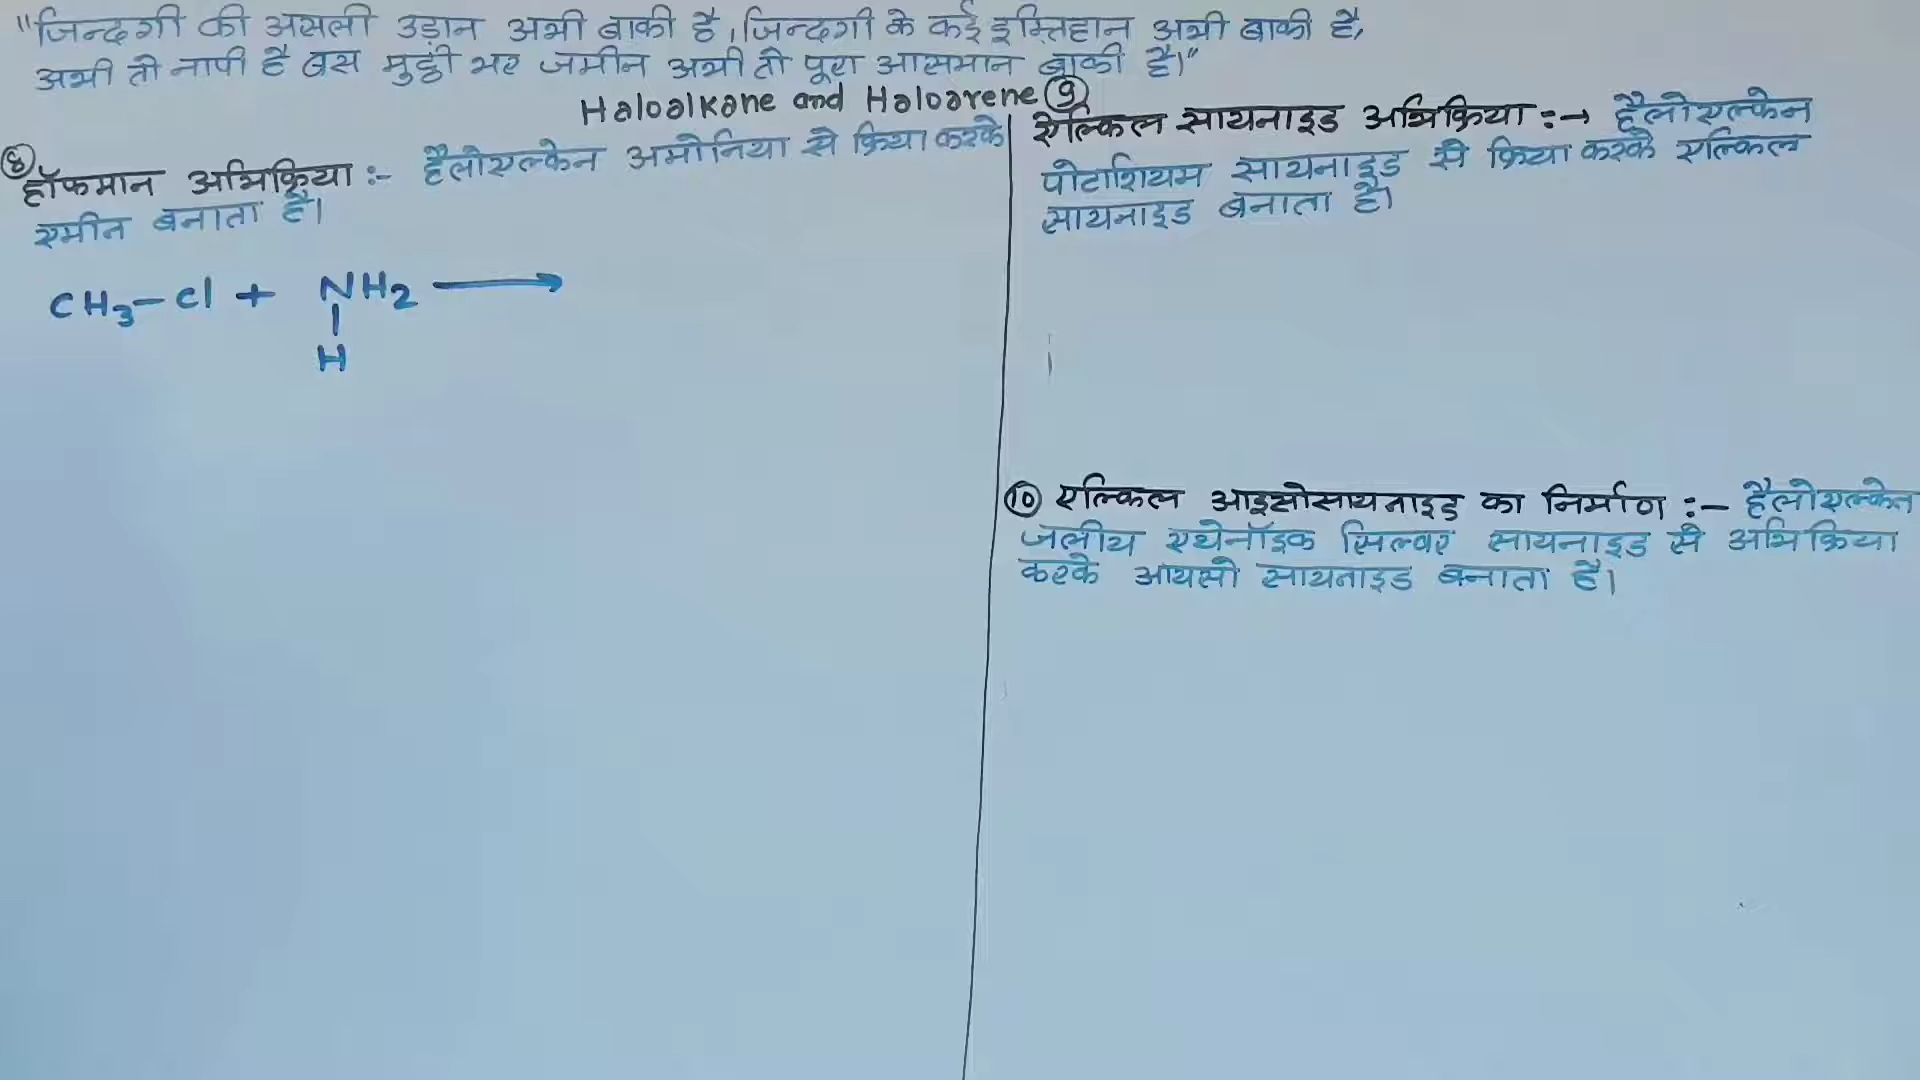 "जिन्दगी की असली उड़ान अभी बाकी है, जिन्दगी के कई इम्तिहान अभी बाकी है,
अभी तो नापी है बस मुठ्ठी भर जमीन अभी तो पूरा आसमान बाकी है।"
Haloalkane and Haloarene
⑧ हॉफमान अभिक्रिया :- हैलोएल्केन अमोनिया से क्रिया करके
एमीन बनाता है।
CH3-Cl + NH2 ⟶
|
H
⑨ ऐल्किल सायनाइड अभिक्रिया :→ हैलोएल्केन
पोटाशियम सायनाइड से क्रिया करके एल्किल
सायनाइड बनाता है।
⑩ एल्किल आइसोसायनाइड का निर्माण :- हैलोएल्केन
जलीय एथेनॉइक सिल्वर सायनाइड से अभिक्रिया
करके आयसो सायनाइड बनाता है।